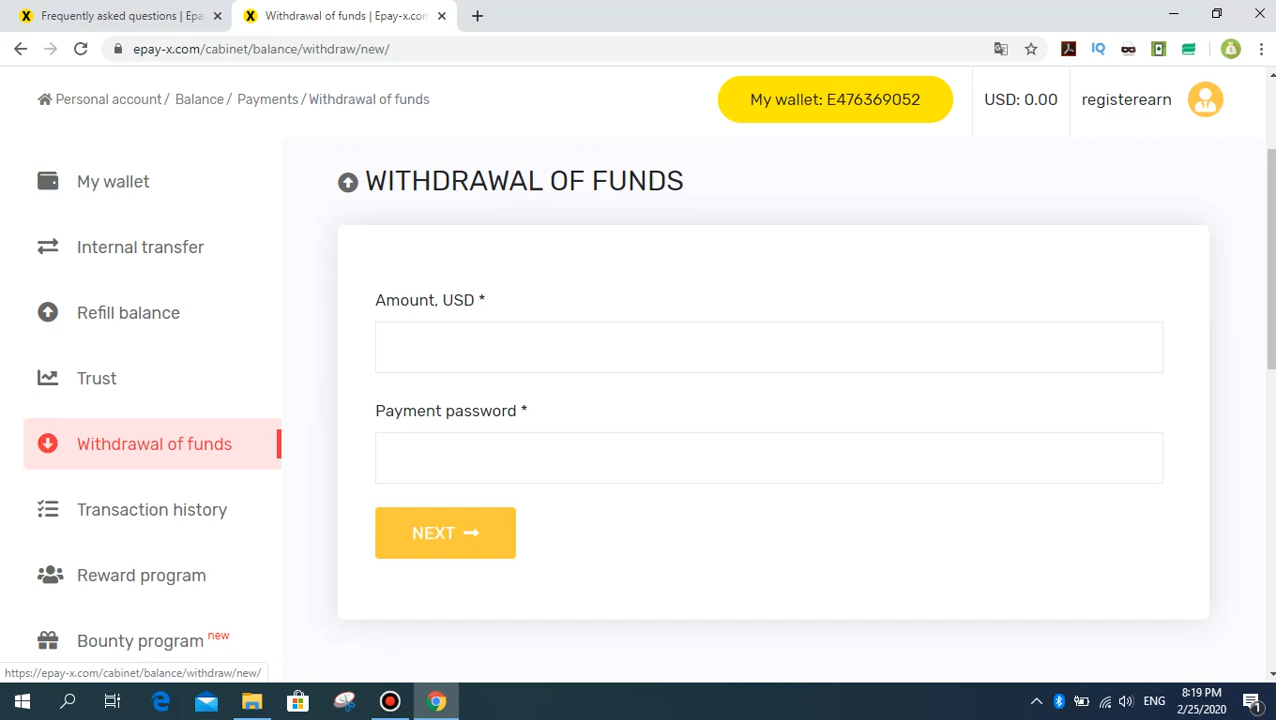 Frequently asked questions | Epa
Withdrawal of funds | Epay-x.com
epay-x.com/cabinet/balance/withdraw/new/
IQ
Personal account / Balance / Payments / Withdrawal of funds
My wallet: E476369052
USD: 0.00
registerearn
My wallet
Internal transfer
Refill balance
Trust
Withdrawal of funds
Transaction history
Reward program
Bounty program new
WITHDRAWAL OF FUNDS
Amount, USD *
Payment password *
NEXT
https://epay-x.com/cabinet/balance/withdraw/new/
ENG
8:19 PM
2/25/2020
1